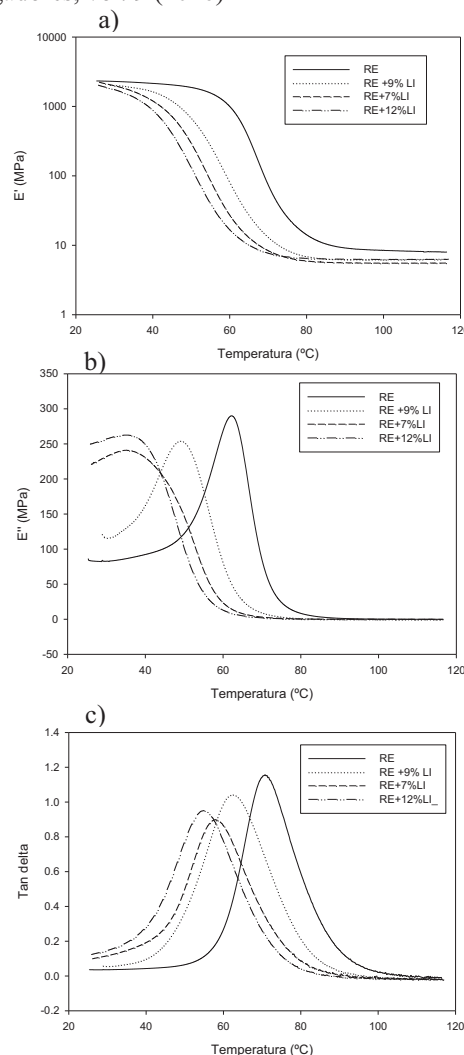 a)
10000
1000
100
10
1
E' (MPa)
RE
RE +9% LI
RE+7%LI
RE+12%LI
20 40 60 80 100 120
Temperatura (ºC)
b)
350
300
250
200
150
100
50
0
-50
E'' (MPa)
RE
RE +9% LI
RE+7%LI
RE+12%LI
20 40 60 80 100 120
Temperatura (ºC)
c)
1.4
1.2
1.0
0.8
0.6
0.4
0.2
0.0
-0.2
Tan delta
RE
RE +9% LI
RE+7%LI
RE+12%LI_
20 40 60 80 100 120
Temperatura (ºC)